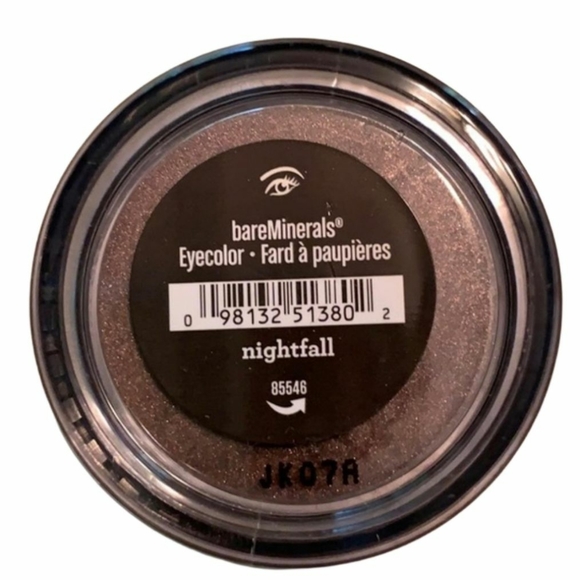 bareMinerals®
Eyecolor · Fard à paupières
0 98132 51380 2
nightfall
85546
JK07A